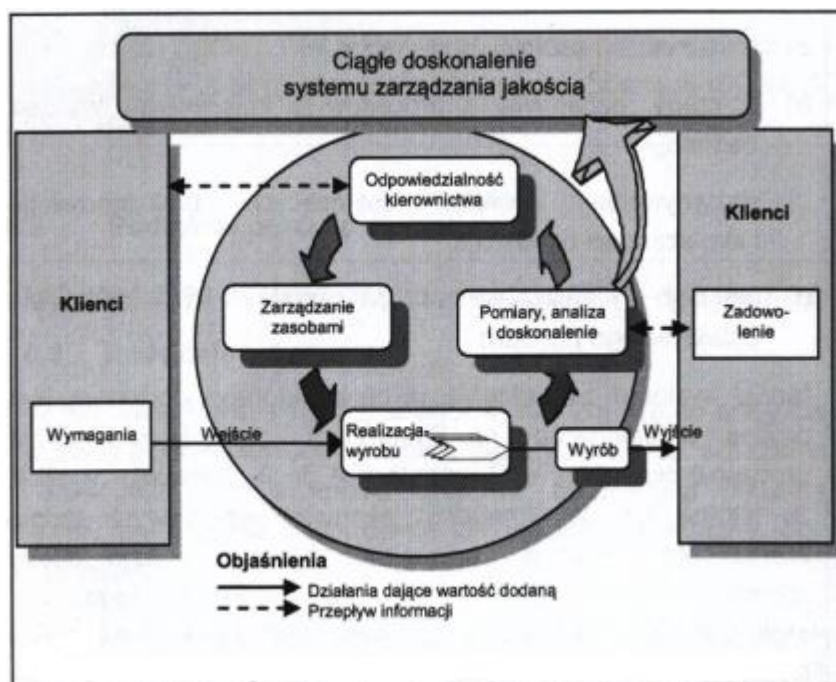 Ciągłe doskonalenie
systemu zarządzania jakością
Odpowiedzialność
kierownictwa
Klienci
Klienci
Zarządzanie
zasobami
Pomiary, analiza
i doskonalenie
Zadowo-
lenie
Wymagania
Wejście
Realizacja
wyrobu
Wyrób
Wyjście
Objaśnienia
Działania dające wartość dodaną
Przepływ informacji